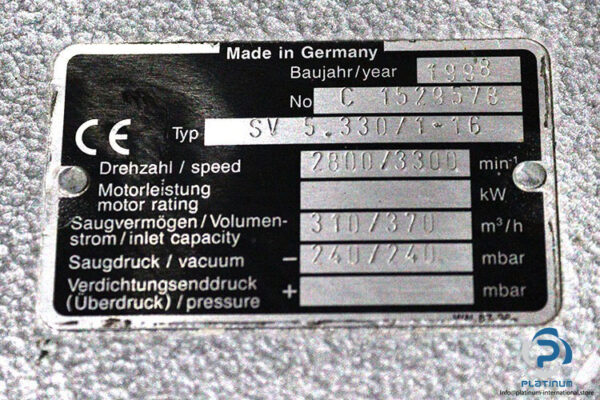 Made in Germany
Baujahr/year 1998
No C 1529578
CE Typ SV 5.330/1-16
Drehzahl / speed 2800/3300 min-1
Motorleistung
motor rating kW
Saugvermögen/Volumen-
strom/inlet capacity 310/370 m³/h
Saugdruck / vacuum – 240/240 mbar
Verdichtungsenddruck
(Überdruck) / pressure + mbar
PLATINUM
Info@platinum-international.store